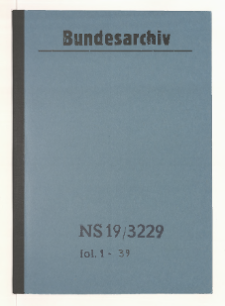 Bundesarchiv
NS 19/3229
fol. 1 - 39